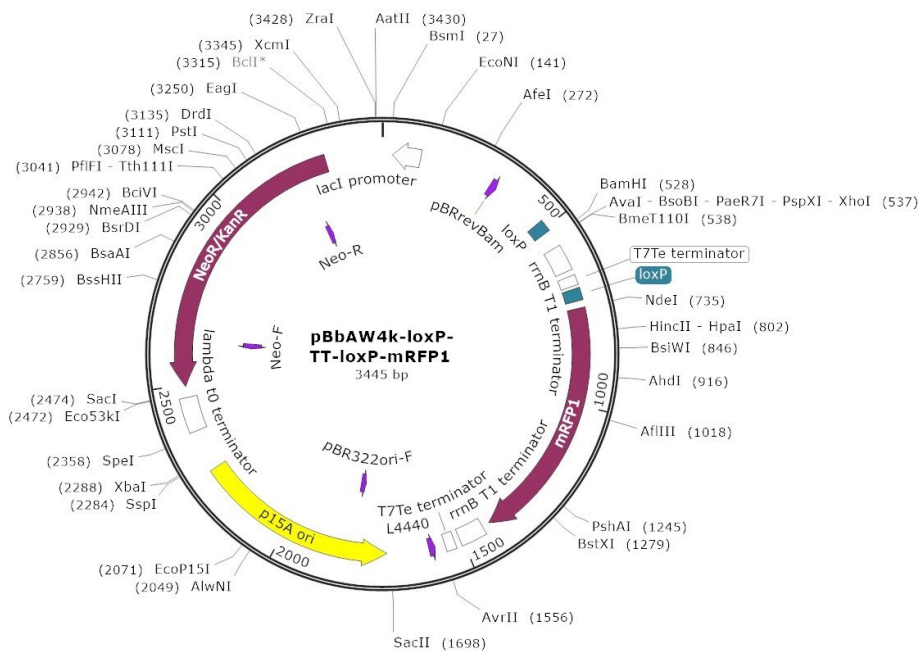 (3428) ZraI
AatII (3430)
BsmI (27)
(3345) XcmI
(3315) BclI*
EcoNI (141)
(3250) EagI
AfeI (272)
(3135) DrdI
(3111) PstI
(3078) MscI
(3041) PflFI - Tth111I
(2942) BciVI
(2938) NmeAIII
(2929) BsrDI
(2856) BsaAI
(2759) BssHII
BamHI (528)
AvaI - BsoBI - PaeR7I - PspXI - XhoI (537)
BmeT110I (538)
T7Te terminator
loxP
NdeI (735)
HincII - HpaI (802)
BsiWI (846)
AhdI (916)
AflIII (1018)
PshAI (1245)
BstXI (1279)
AvrII (1556)
SacII (1698)
(2474) SacI
(2472) Eco53kI
(2358) SpeI
(2288) XbaI
(2284) SspI
(2071) EcoP15I
(2049) AlwNI
lacI promoter
pBRrevBam
loxP
rrnB T1 terminator
500
1000
1500
2000
2500
3000
NeoR/KanR
Neo-R
Neo-F
lambda t0 terminator
pBbAW4k-loxP-
TT-loxP-mRFP1
3445 bp
mRFP1
pBR322ori-F
T7Te terminator
rrnB T1 terminator
L4440
p15A ori